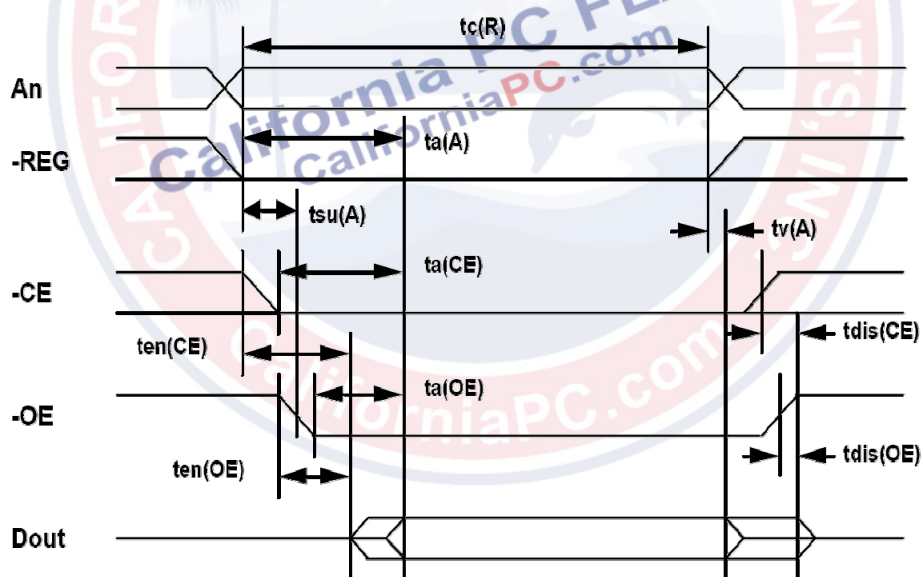 tc(R)
An
ta(A)
-REG
tsu(A)
tv(A)
ta(CE)
-CE
ten(CE)
tdis(CE)
ta(OE)
-OE
tdis(OE)
ten(OE)
Dout
California PC
CaliforniaPC.com
CaliforniaPC.com